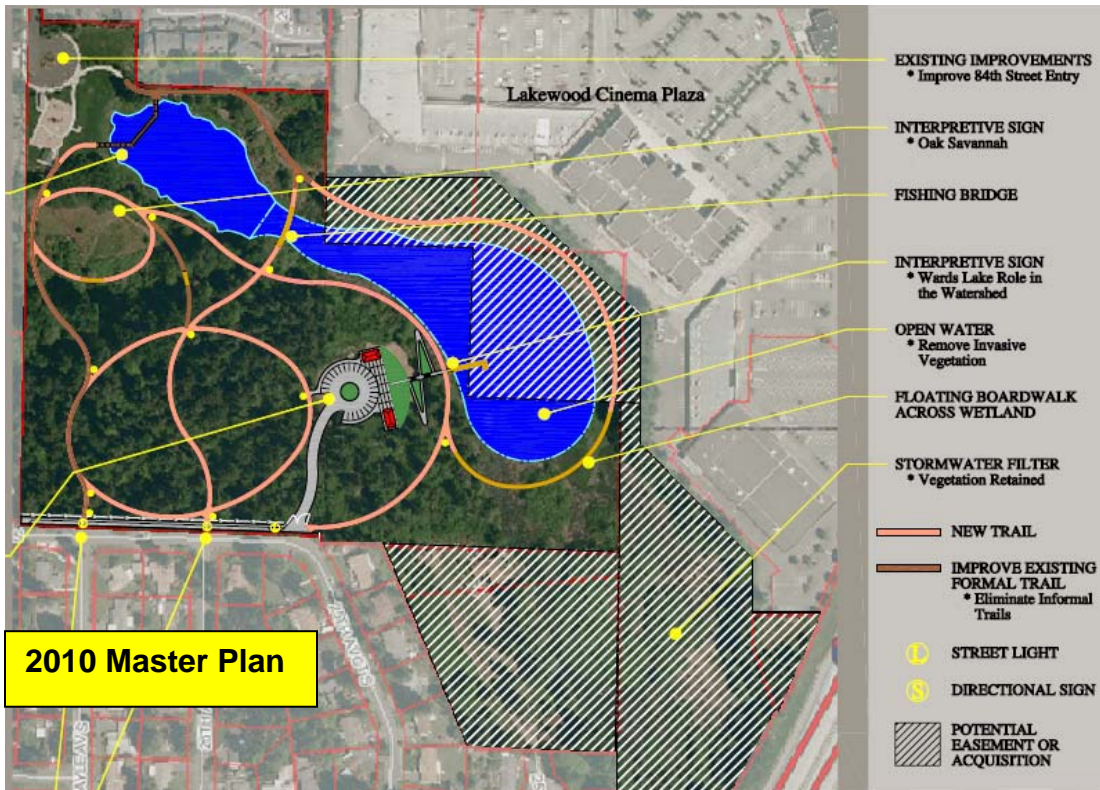 Lakewood Cinema Plaza
2010 Master Plan
EXISTING IMPROVEMENTS
* Improve 84th Street Entry
INTERPRETIVE SIGN
* Oak Savannah
FISHING BRIDGE
INTERPRETIVE SIGN
* Wards Lake Role in
the Watershed
OPEN WATER
* Remove Invasive
Vegetation
FLOATING BOARDWALK
ACROSS WETLAND
STORMWATER FILTER
* Vegetation Retained
NEW TRAIL
IMPROVE EXISTING
FORMAL TRAIL
* Eliminate Informal
Trails
L STREET LIGHT
S DIRECTIONAL SIGN
POTENTIAL
EASEMENT OR
ACQUISITION